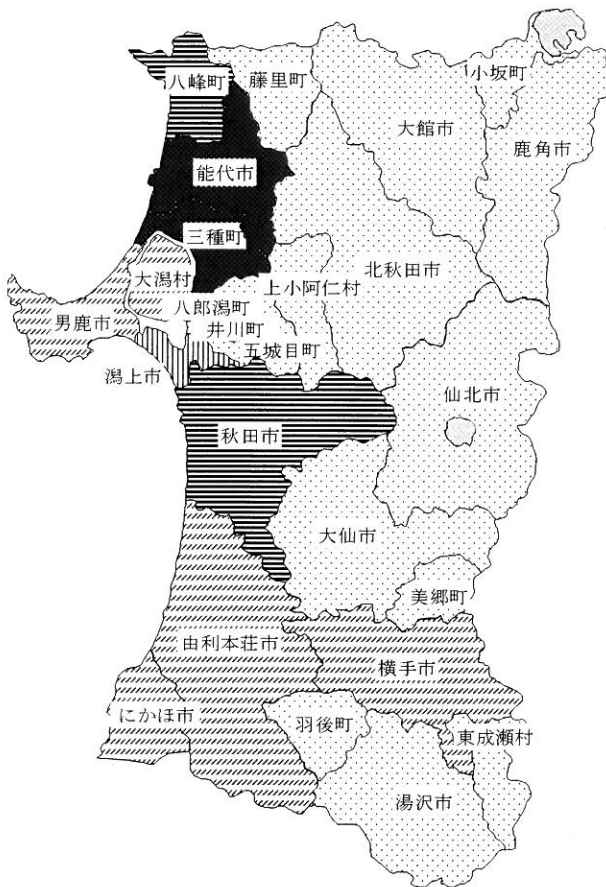 八峰町
藤里町
小坂町
大館市
鹿角市
能代市
三種町
北秋田市
大潟村
上小阿仁村
八郎潟町
男鹿市
井川町
五城目町
潟上市
仙北市
秋田市
大仙市
美郷町
由利本荘市
横手市
にかほ市
羽後町
東成瀬村
湯沢市